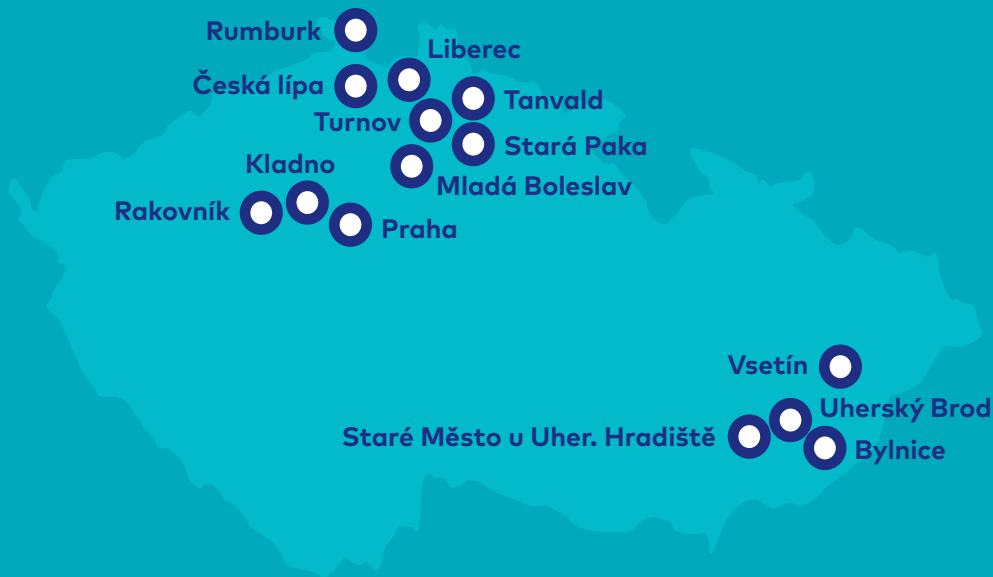 Rumburk
Liberec
Česká lípa
Tanvald
Turnov
Stará Paka
Kladno
Mladá Boleslav
Rakovník
Praha
Vsetín
Uherský Brod
Staré Město u Uher. Hradiště
Bylnice